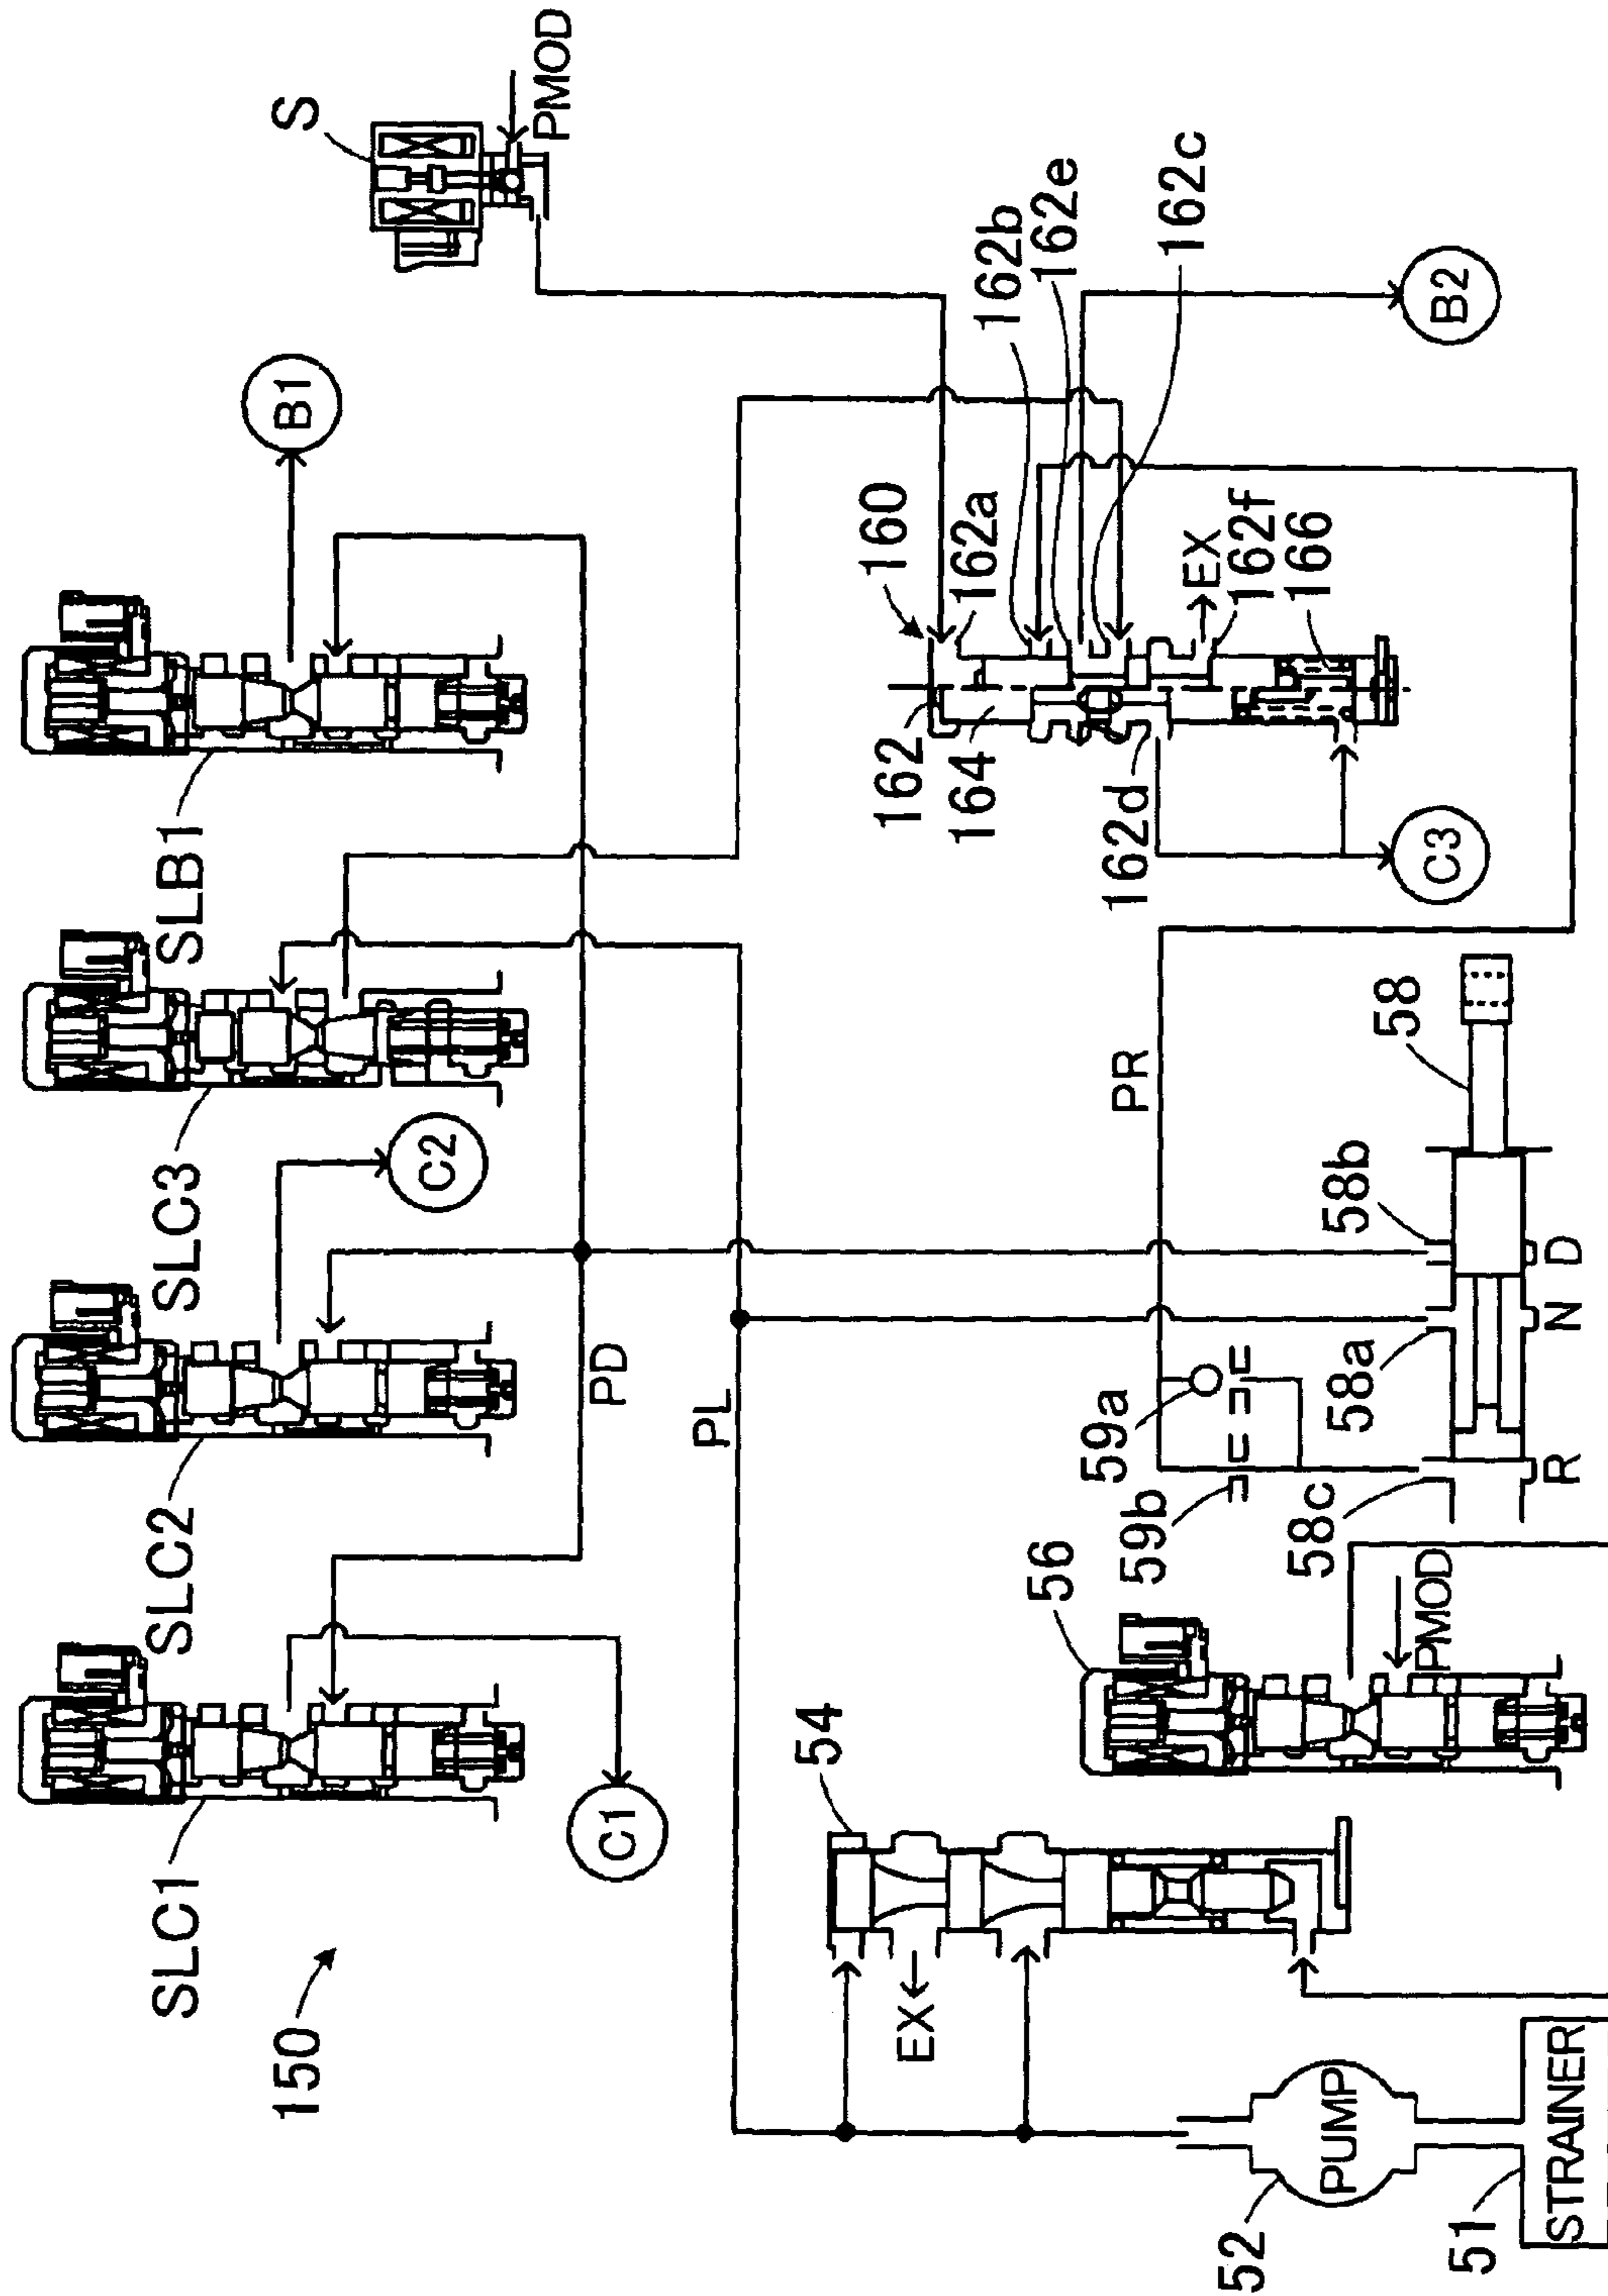 150
SLC1
SLC2
SLC3
SLB1
S
PMOD
B1
C2
C1
PD
PL
54
EX
56
PMOD
59a
59b
58c
58a
58b
58
R
N
D
PR
160
162
164
162a
162b
162e
162c
162d
EX
162f
166
B2
C3
52
PUMP
51
STRAINER